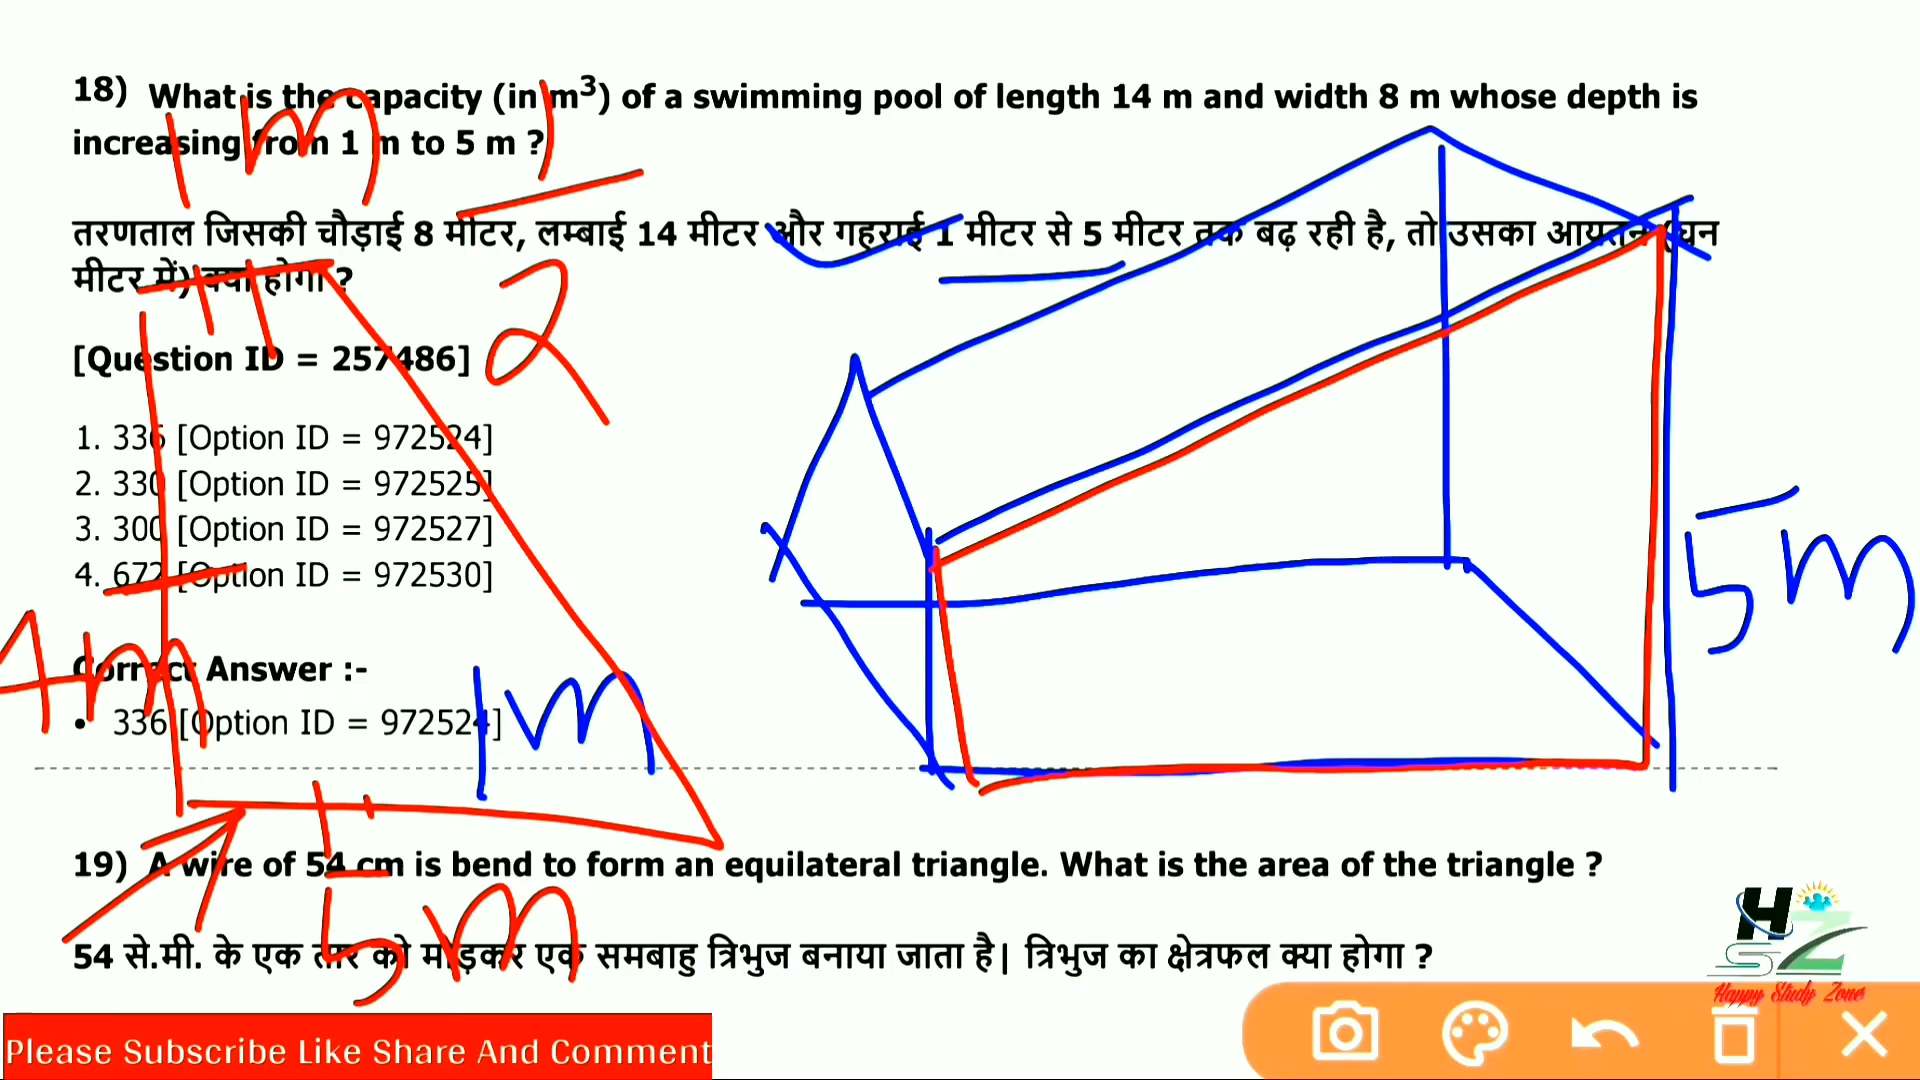 18) What is the capacity (in m³) of a swimming pool of length 14 m and width 8 m whose depth is
increasing from 1 m to 5 m ?
1m
1
2
तरणताल जिसकी चौड़ाई 8 मीटर, लम्बाई 14 मीटर और गहराई 1 मीटर से 5 मीटर तक बढ़ रही है, तो उसका आयतन (घन
मीटर में) क्या होगा ?
[Question ID = 257486]
1. 336 [Option ID = 972524]
2. 330 [Option ID = 972525]
3. 300 [Option ID = 972527]
4. 672 [Option ID = 972530]
5m
4m
Correct Answer :-
• 336 [Option ID = 972524]
1m
19) A wire of 54 cm is bend to form an equilateral triangle. What is the area of the triangle ?
5m
54 से.मी. के एक तार को मोड़कर एक समबाहु त्रिभुज बनाया जाता है| त्रिभुज का क्षेत्रफल क्या होगा ?
HSZ
Happy Study Zone
Please Subscribe Like Share And Comment